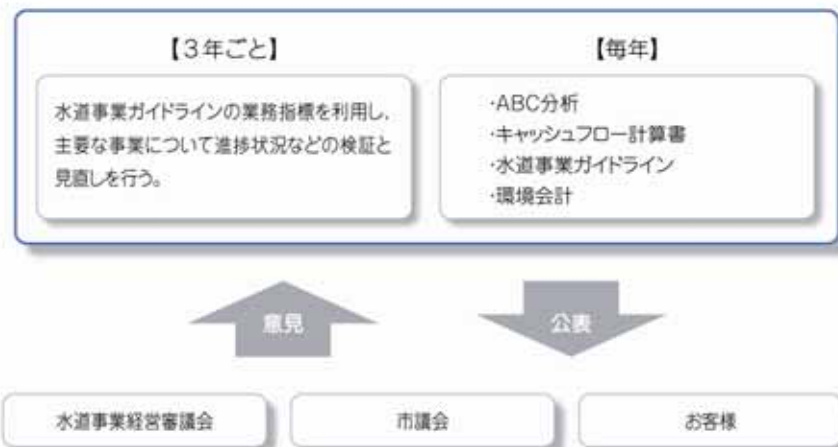 【3年ごと】
水道事業ガイドラインの業務指標を利用し、
主要な事業について進捗状況などの検証と
見直しを行う。
【毎年】
・ABC分析
・キャッシュフロー計算書
・水道事業ガイドライン
・環境会計
意見
公表
水道事業経営審議会
市議会
お客様